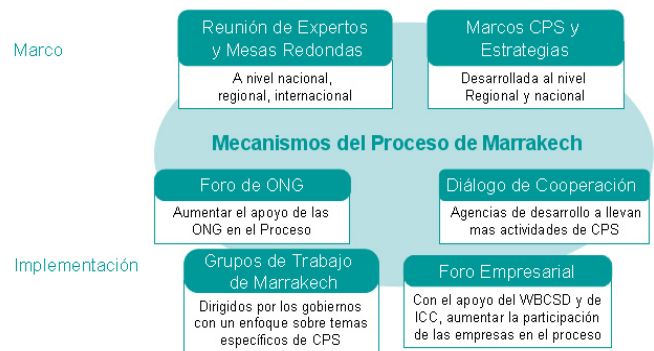 Marco
Reunión de Expertos
y Mesas Redondas
A nivel nacional,
regional, internacional
Marcos CPS y
Estrategias
Desarrollada al nivel
Regional y nacional
Mecanismos del Proceso de Marrakech
Foro de ONG
Aumentar el apoyo de las
ONG en el Proceso
Diálogo de Cooperación
Agencias de desarrollo a llevan
mas actividades de CPS
Implementación
Grupos de Trabajo
de Marrakech
Dirigidos por los gobiernos
con un enfoque sobre temas
específicos de CPS
Foro Empresarial
Con el apoyo del WBCSD y de
ICC, aumentar la participación
de las empresas en el proceso